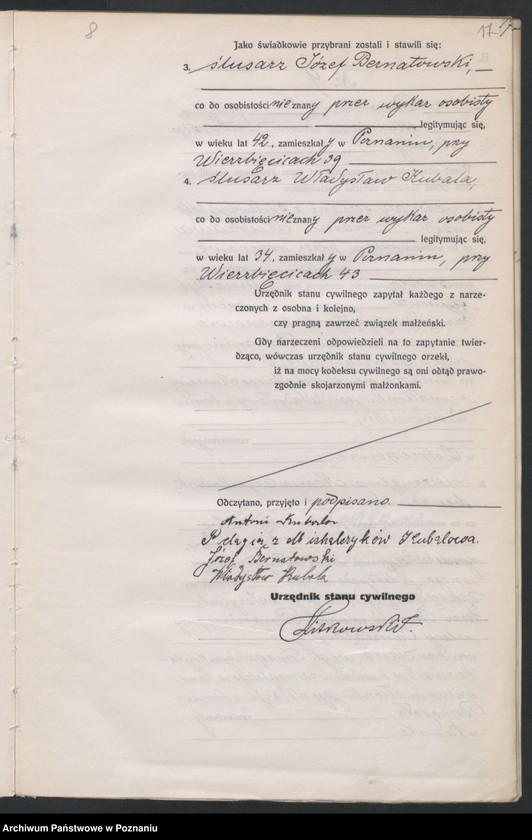 8
17
Jako świadkowie przybrani zostali i stawili się:
3. ślusarz Józef Bernatowski,
co do osobistości nieznany przez wykaz osobisty
legitymując się,
w wieku lat 42, zamieszkały w Poznaniu, przy
Wierzbięcicach 39
4. ślusarz Władysław Kubala,
co do osobistości nieznany przez wykaz osobisty
legitymując się,
w wieku lat 34, zamieszkały w Poznaniu, przy
Wierzbięcicach 43
Urzędnik stanu cywilnego zapytał każdego z narze-
czonych z osobna i kolejno,
czy pragną zawrzeć związek małżeński.
Gdy narzeczeni odpowiedzieli na to zapytanie twier-
dząco, wówczas urzędnik stanu cywilnego orzekł,
iż na mocy kodeksu cywilnego są oni odtąd prawo-
zgodnie skojarzonymi małżonkami.
Odczytano, przyjęto i podpisano.
Antoni Kubala
z Michalczyków Kubalowa.
Józef Bernatowski
Władysław Kubala
Urzędnik stanu cywilnego
Archiwum Państwowe w Poznaniu